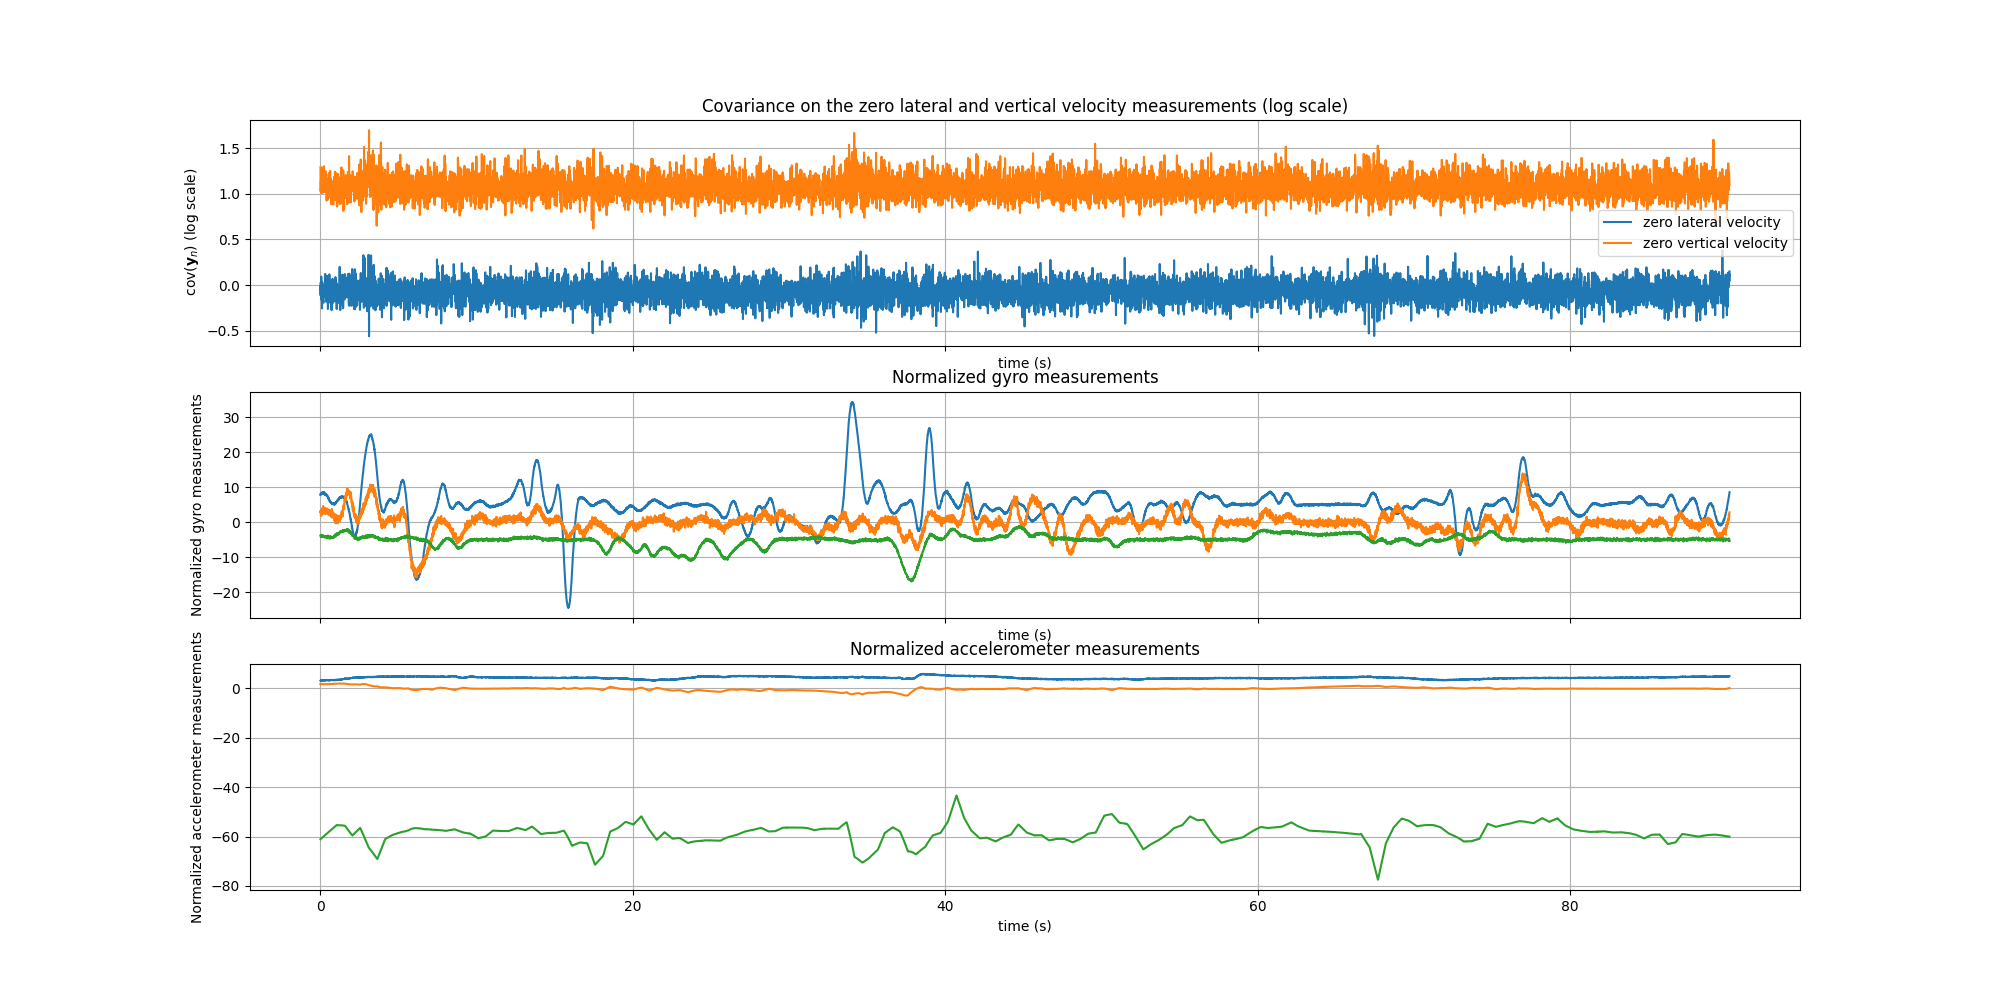 Covariance on the zero lateral and vertical velocity measurements (log scale)
cov(𝐲ₙ) (log scale)
1.5
1.0
0.5
0.0
−0.5
zero lateral velocity
zero vertical velocity
time (s)
Normalized gyro measurements
Normalized gyro measurements
30
20
10
0
−10
−20
time (s)
Normalized accelerometer measurements
Normalized accelerometer measurements
0
−20
−40
−60
−80
0 20 40 60 80
time (s)